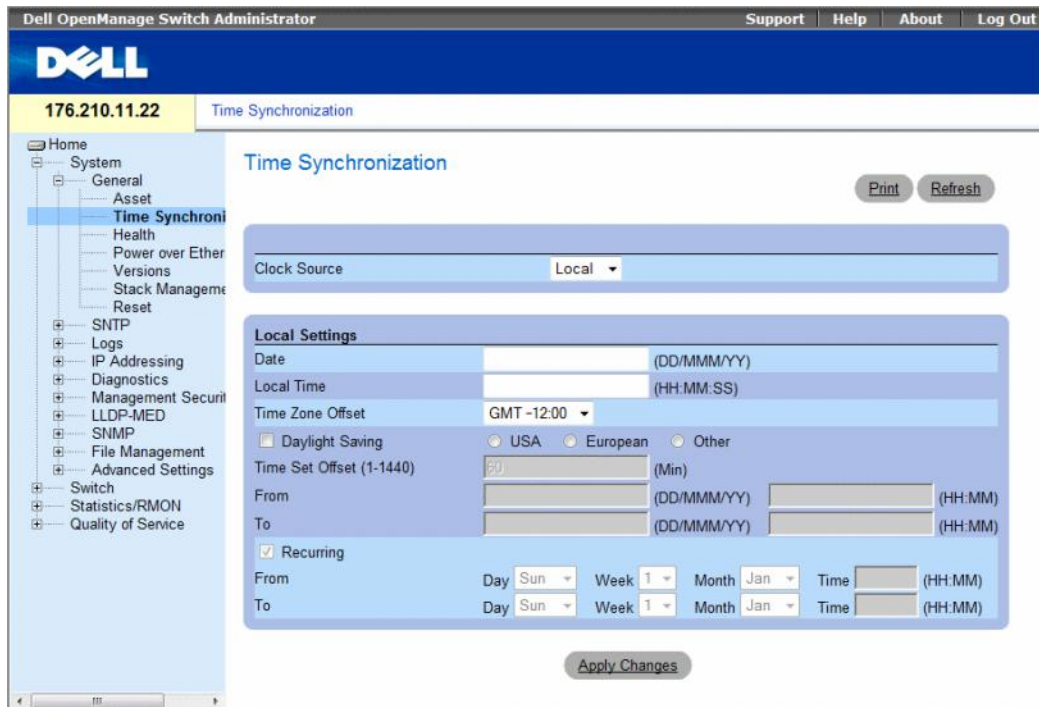 Dell OpenManage Switch Administrator Support Help About Log Out
DELL
176.210.11.22 Time Synchronization
Home
System
General
Asset
Time Synchroni
Health
Power over Ether
Versions
Stack Manageme
Reset
SNTP
Logs
IP Addressing
Diagnostics
Management Securit
LLDP-MED
SNMP
File Management
Advanced Settings
Switch
Statistics/RMON
Quality of Service
Time Synchronization
Print Refresh
Clock Source Local
Local Settings
Date (DD/MMM/YY)
Local Time (HH:MM:SS)
Time Zone Offset GMT -12:00
Daylight Saving USA European Other
Time Set Offset (1-1440) 60 (Min)
From (DD/MMM/YY) (HH:MM)
To (DD/MMM/YY) (HH:MM)
Recurring
From Day Sun Week 1 Month Jan Time (HH:MM)
To Day Sun Week 1 Month Jan Time (HH:MM)
Apply Changes